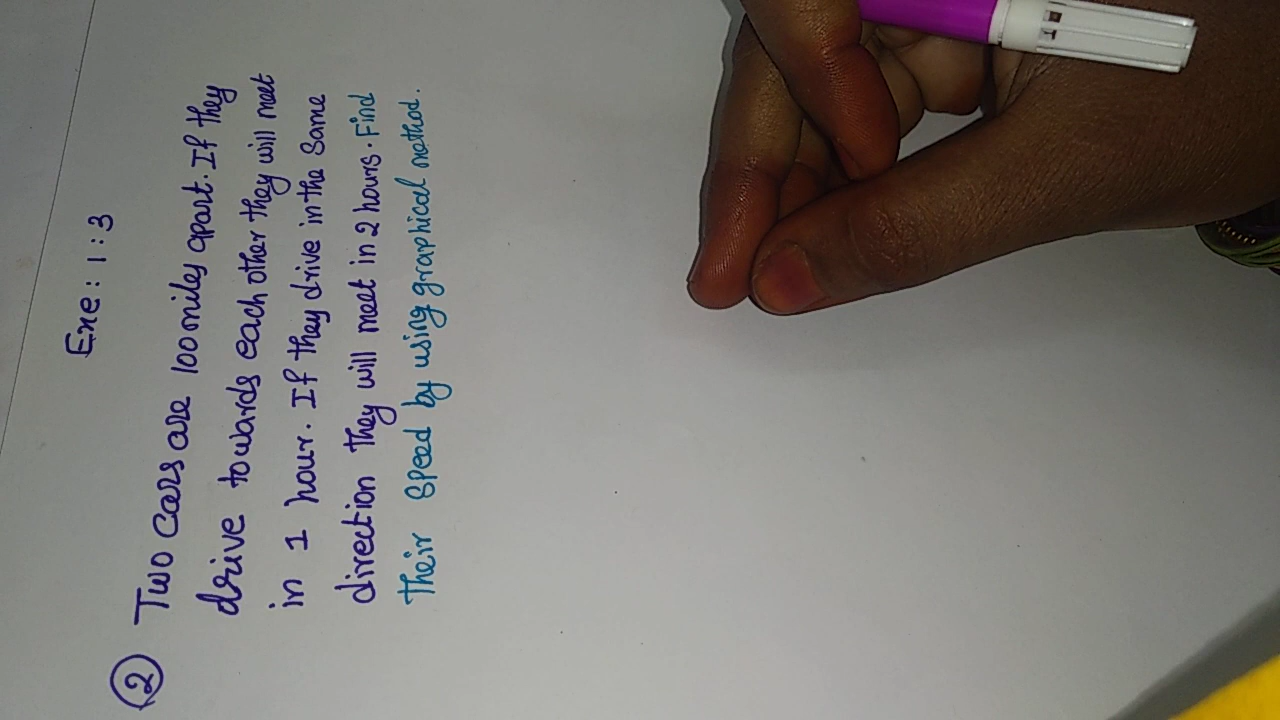 Exe : 1 : 3
② Two Cars are 100 miles apart. If they
drive towards each other they will meet
in 1 hour. If they drive in the same
direction they will meet in 2 hours. Find
Their Speed by using graphical method.